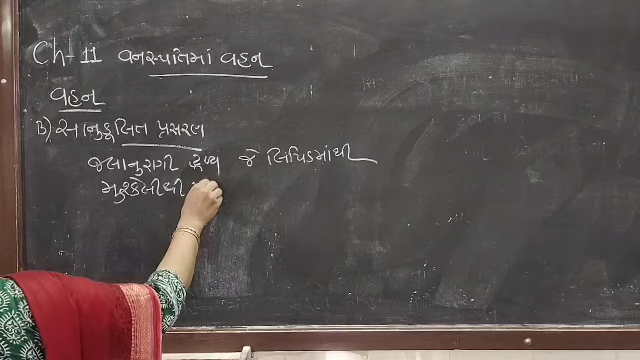 Ch-11 વનસ્પતિમાં વહન
વહન
B) સાનુકૂલિત પ્રસરણ
જલાનુરાગી દ્રવ્ય જે લિપિડમાંથી
મુશ્કેલીથી